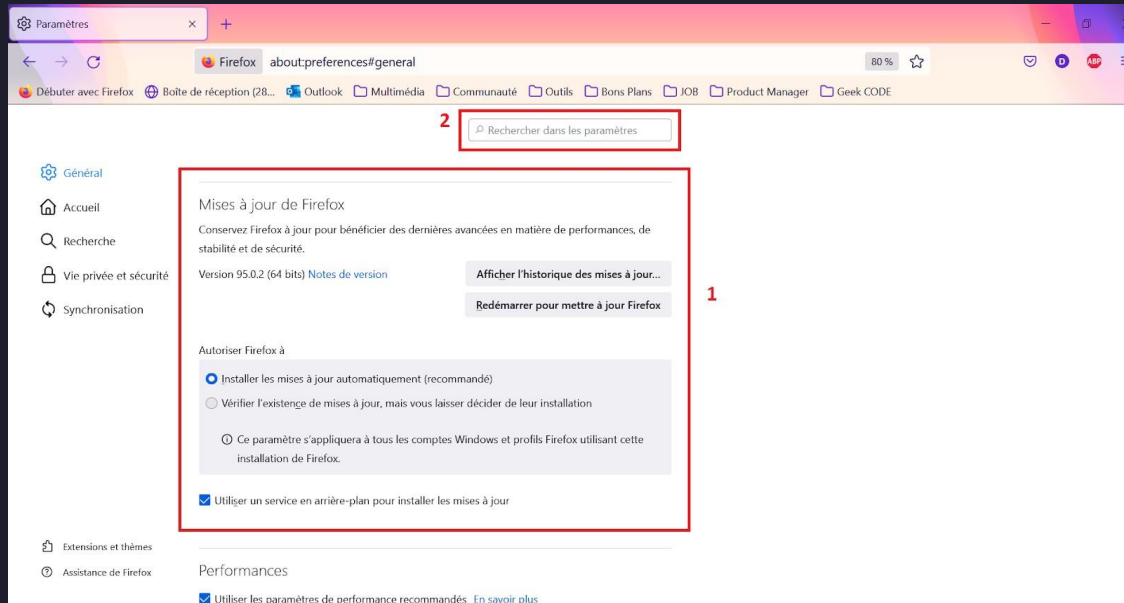 Paramètres
Firefox about:preferences#general 80 %
D ABP
Débuter avec Firefox Boîte de réception (28... Outlook Multimédia Communauté Outils Bons Plans JOB Product Manager Geek CODE
2 Rechercher dans les paramètres
Général
Accueil
Recherche
Vie privée et sécurité
Synchronisation
Extensions et thèmes
Assistance de Firefox
Mises à jour de Firefox
Conservez Firefox à jour pour bénéficier des dernières avancées en matière de performances, de
stabilité et de sécurité.
Version 95.0.2 (64 bits) Notes de version
Afficher l'historique des mises à jour...
Redémarrer pour mettre à jour Firefox
1
Autoriser Firefox à
Installer les mises à jour automatiquement (recommandé)
Vérifier l'existence de mises à jour, mais vous laisser décider de leur installation
Ce paramètre s'appliquera à tous les comptes Windows et profils Firefox utilisant cette
installation de Firefox.
Utiliser un service en arrière-plan pour installer les mises à jour
Performances
Utiliser les paramètres de performance recommandés En savoir plus